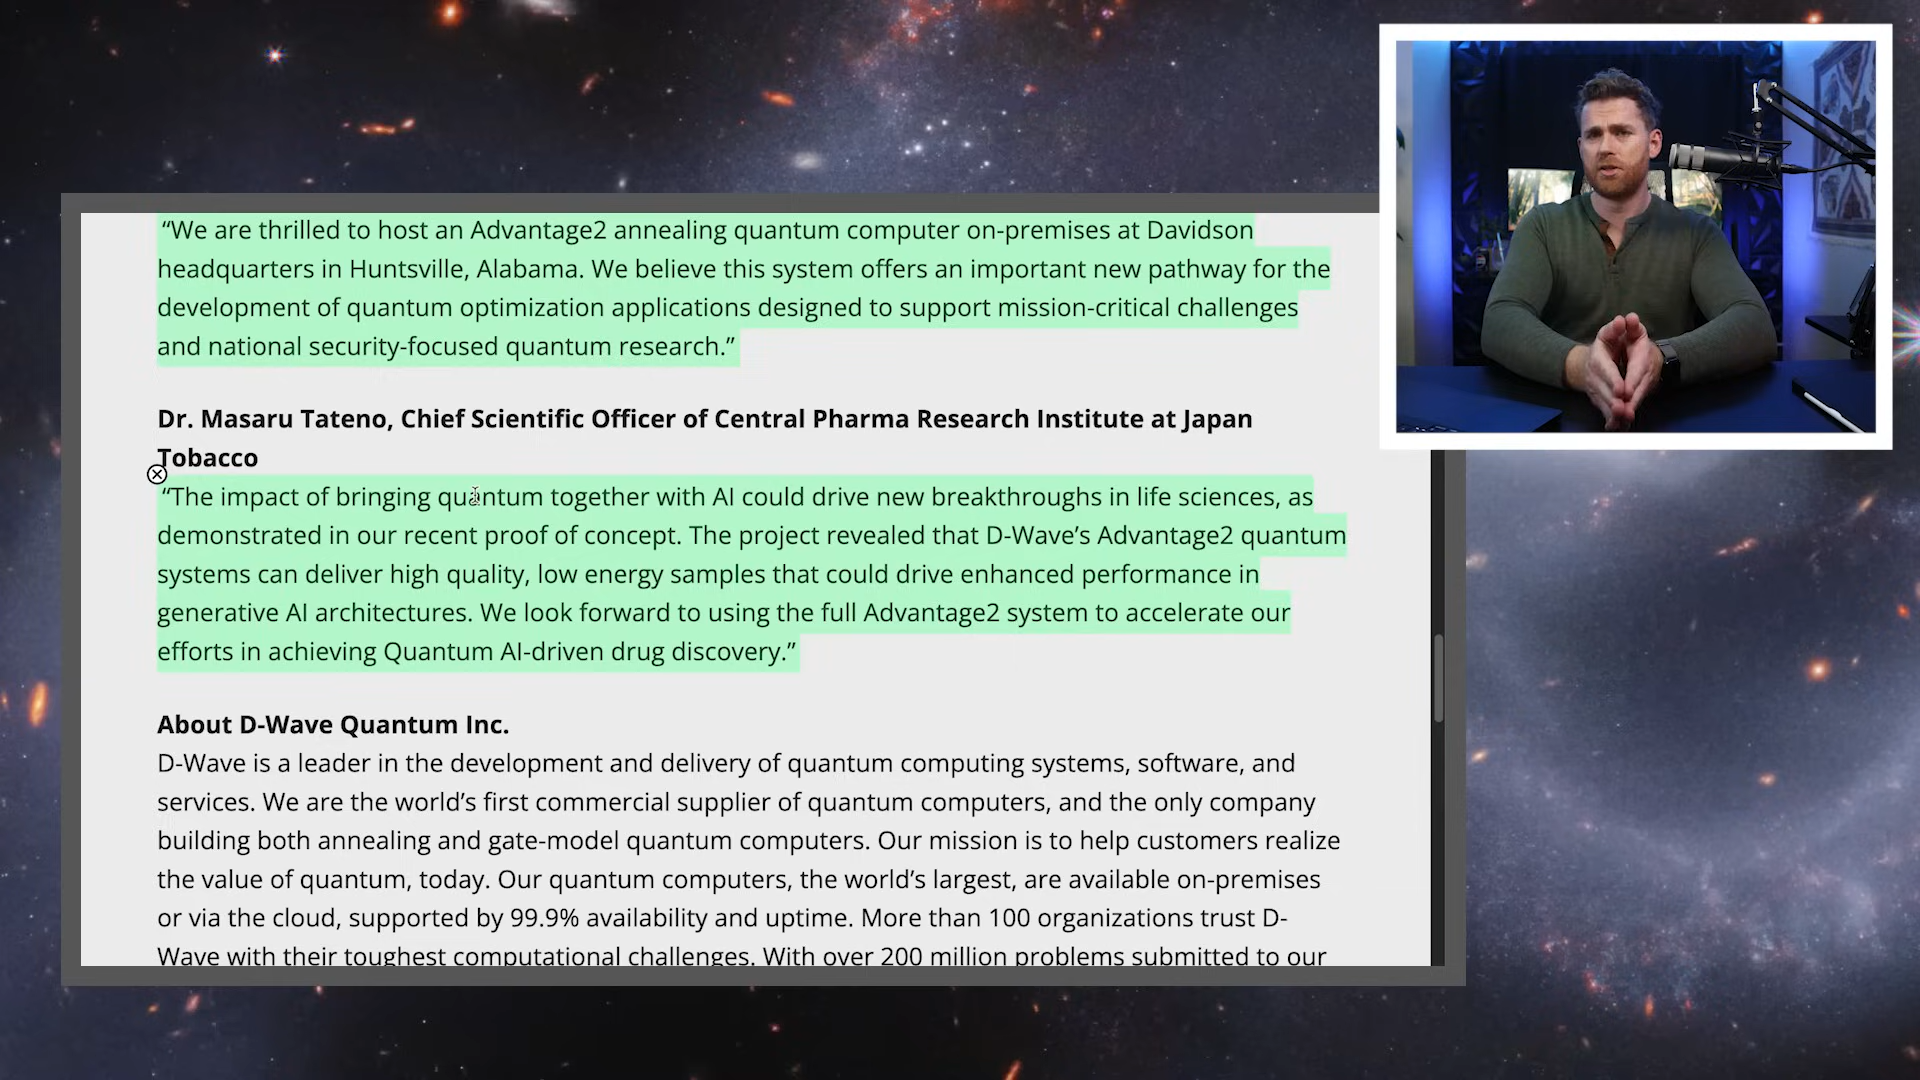 “We are thrilled to host an Advantage2 annealing quantum computer on-premises at Davidson
headquarters in Huntsville, Alabama. We believe this system offers an important new pathway for the
development of quantum optimization applications designed to support mission-critical challenges
and national security-focused quantum research.”
Dr. Masaru Tateno, Chief Scientific Officer of Central Pharma Research Institute at Japan
Tobacco
“The impact of bringing quantum together with AI could drive new breakthroughs in life sciences, as
demonstrated in our recent proof of concept. The project revealed that D-Wave’s Advantage2 quantum
systems can deliver high quality, low energy samples that could drive enhanced performance in
generative AI architectures. We look forward to using the full Advantage2 system to accelerate our
efforts in achieving Quantum AI-driven drug discovery.”
About D-Wave Quantum Inc.
D-Wave is a leader in the development and delivery of quantum computing systems, software, and
services. We are the world’s first commercial supplier of quantum computers, and the only company
building both annealing and gate-model quantum computers. Our mission is to help customers realize
the value of quantum, today. Our quantum computers, the world’s largest, are available on-premises
or via the cloud, supported by 99.9% availability and uptime. More than 100 organizations trust D-
Wave with their toughest computational challenges. With over 200 million problems submitted to our